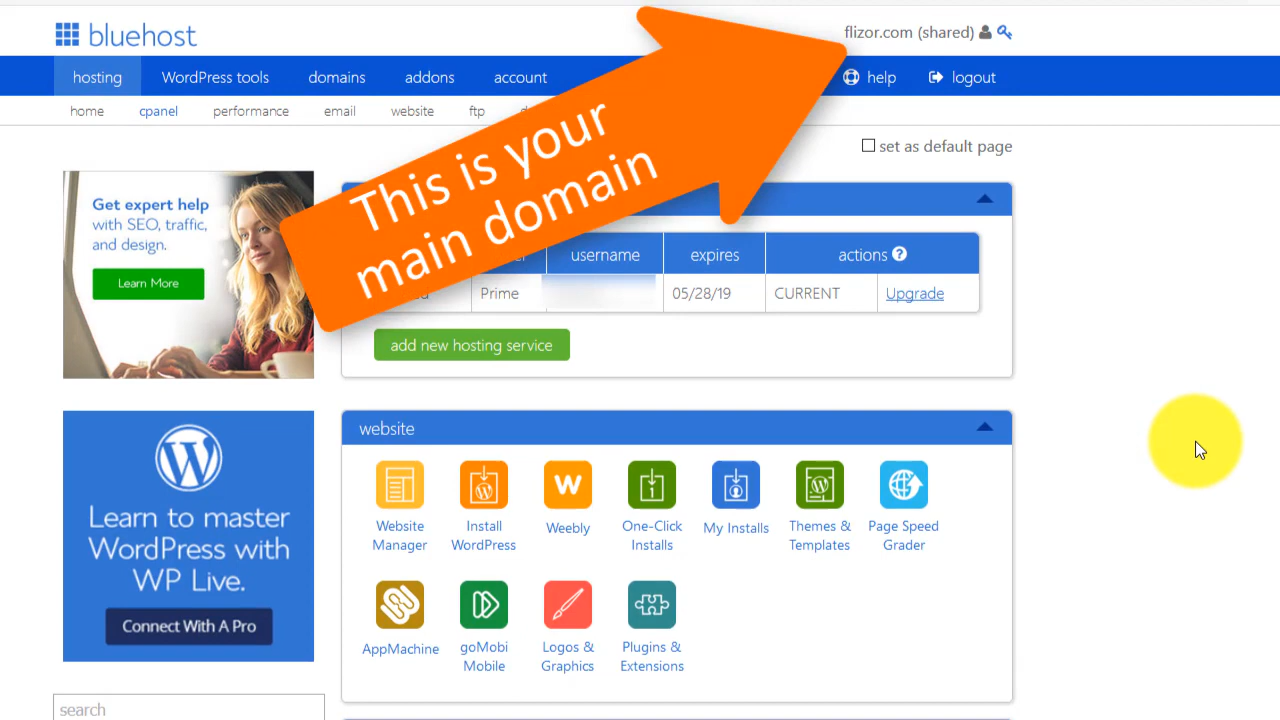 bluehost
flizor.com (shared)
hosting WordPress tools domains addons account help logout
home cpanel performance email website ftp
set as default page
This is your
main domain
Get expert help
with SEO, traffic,
and design.
Learn More
username expires actions
Prime 05/28/19 CURRENT Upgrade
add new hosting service
Learn to master
WordPress with
WP Live.
Connect With A Pro
website
Website Install Weebly One-Click My Installs Themes & Page Speed
Manager WordPress Installs Templates Grader
AppMachine goMobi Logos & Plugins &
Mobile Graphics Extensions
search